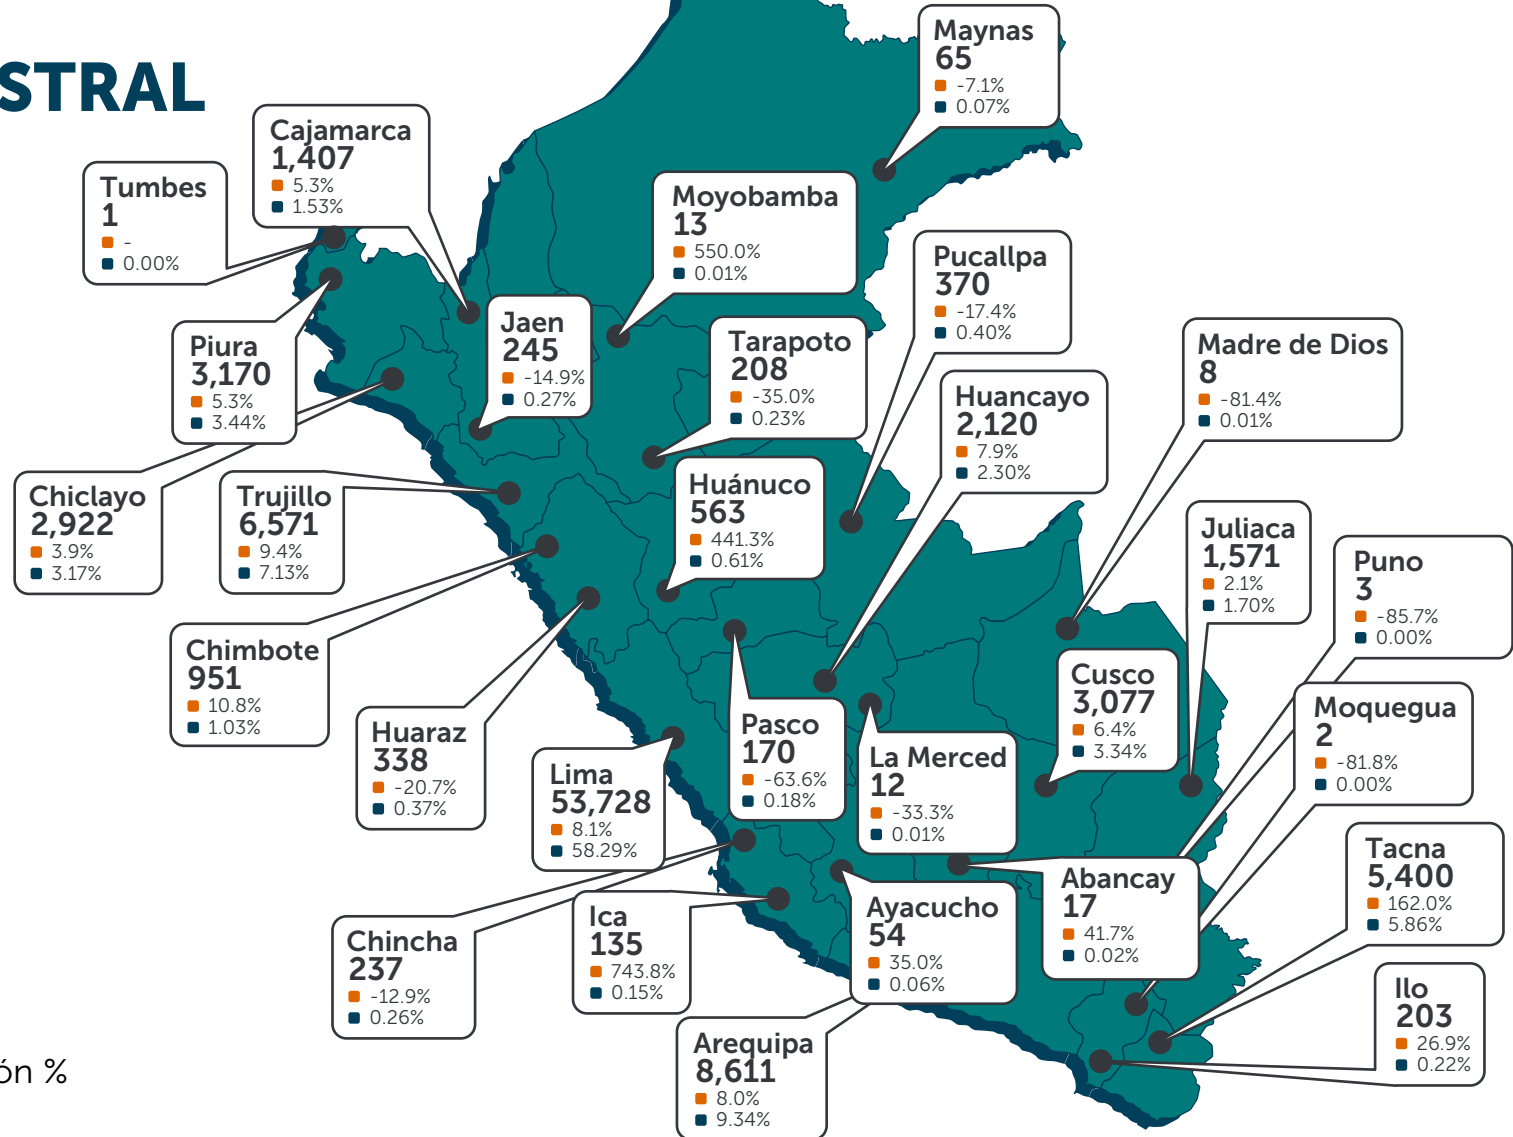 STRAL
Maynas
65
-7.1%
0.07%
Cajamarca
1,407
5.3%
1.53%
Tumbes
1
-
0.00%
Moyobamba
13
550.0%
0.01%
Pucallpa
370
-17.4%
0.40%
Piura
3,170
5.3%
3.44%
Jaen
245
-14.9%
0.27%
Tarapoto
208
-35.0%
0.23%
Madre de Dios
8
-81.4%
0.01%
Huancayo
2,120
7.9%
2.30%
Chiclayo
2,922
3.9%
3.17%
Trujillo
6,571
9.4%
7.13%
Huánuco
563
441.3%
0.61%
Juliaca
1,571
2.1%
1.70%
Puno
3
-85.7%
0.00%
Chimbote
951
10.8%
1.03%
Huaraz
338
-20.7%
0.37%
Lima
53,728
8.1%
58.29%
Pasco
170
-63.6%
0.18%
La Merced
12
-33.3%
0.01%
Cusco
3,077
6.4%
3.34%
Moquegua
2
-81.8%
0.00%
Tacna
5,400
162.0%
5.86%
Chincha
237
-12.9%
0.26%
Ica
135
743.8%
0.15%
Ayacucho
54
35.0%
0.06%
Abancay
17
41.7%
0.02%
Ilo
203
26.9%
0.22%
Arequipa
8,611
8.0%
9.34%
ón %